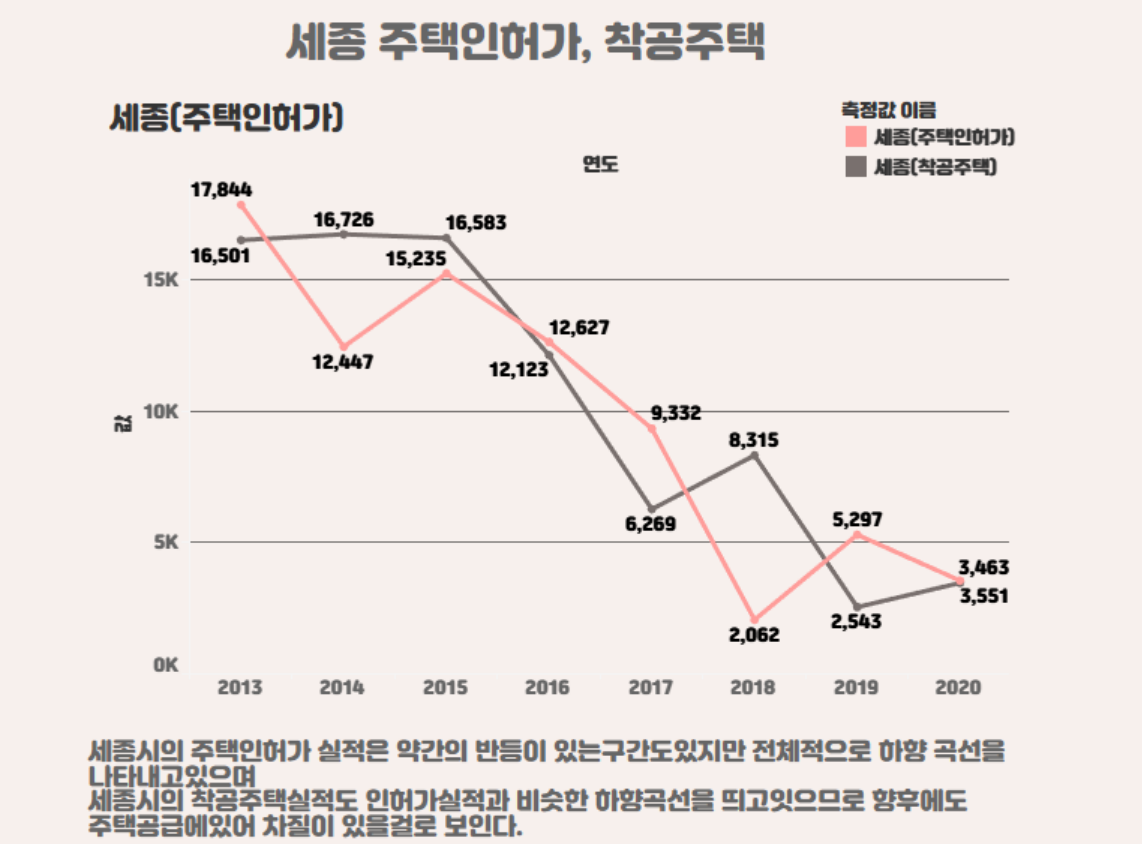 세종 주택인허가, 착공주택
세종(주택인허가)
측정값 이름
세종(주택인허가)
세종(착공주택)
연도
17,844
16,726
16,583
16,501
15,235
15K
12,627
12,447
12,123
값
10K
9,332
8,315
6,269
5,297
5K
3,463
3,551
2,543
2,062
0K
2013 2014 2015 2016 2017 2018 2019 2020
세종시의 주택인허가 실적은 약간의 반등이 있는구간도있지만 전체적으로 하향 곡선을
나타내고있으며
세종시의 착공주택실적도 인허가실적과 비슷한 하향곡선을 띄고잇으므로 향후에도
주택공급에있어 차질이 있을걸로 보인다.